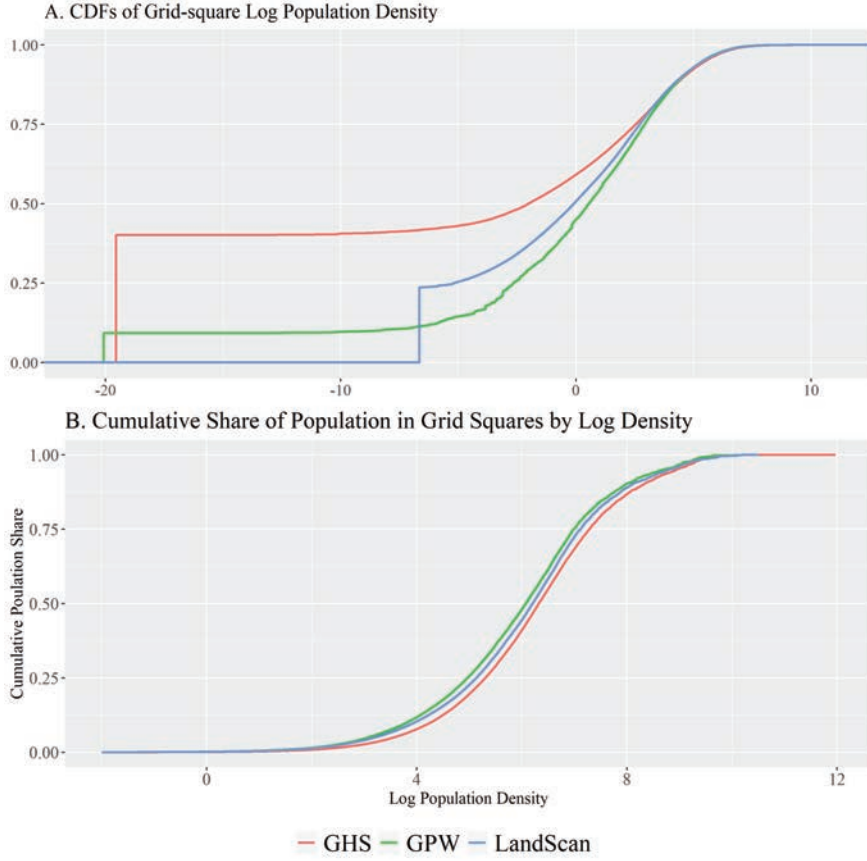 A. CDFs of Grid-square Log Population Density
1.00
0.75
0.50
0.25
0.00
-20 -10 0 10
B. Cumulative Share of Population in Grid Squares by Log Density
Cumulative Poulation Share
1.00
0.75
0.50
0.25
0.00
0 4 8 12
Log Population Density
GHS GPW LandScan